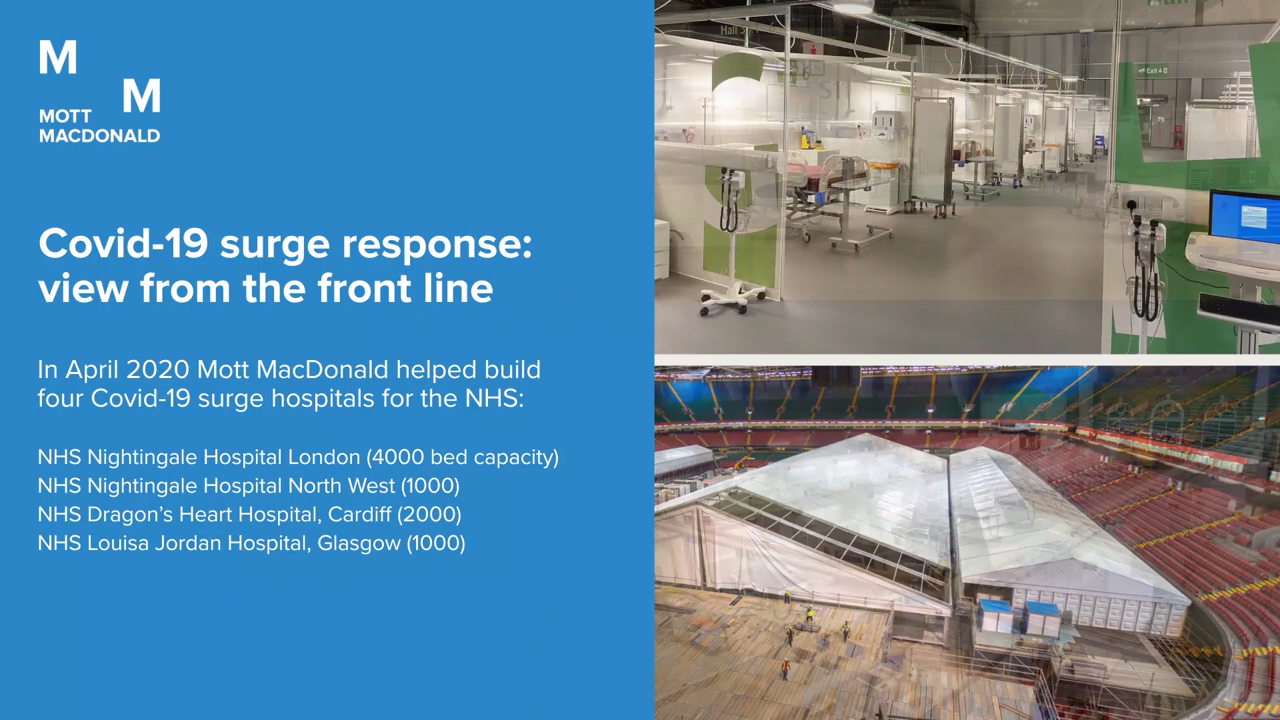 M
M
MOTT
MACDONALD
Covid-19 surge response:
view from the front line
In April 2020 Mott MacDonald helped build
four Covid-19 surge hospitals for the NHS:
NHS Nightingale Hospital London (4000 bed capacity)
NHS Nightingale Hospital North West (1000)
NHS Dragon's Heart Hospital, Cardiff (2000)
NHS Louisa Jordan Hospital, Glasgow (1000)
Exit